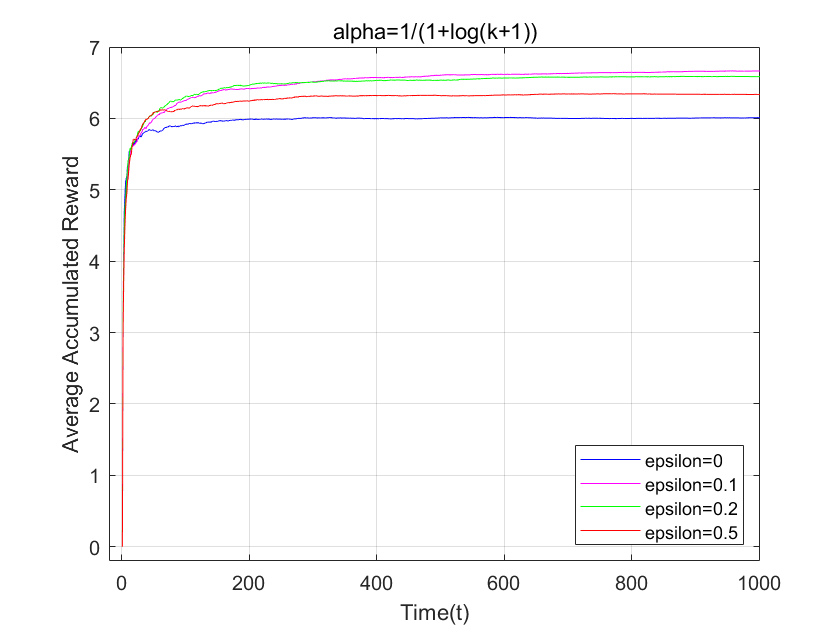 alpha=1/(1+log(k+1))
7
6
5
4
3
2
1
0
Average Accumulated Reward
epsilon=0
epsilon=0.1
epsilon=0.2
epsilon=0.5
0 200 400 600 800 1000
Time(t)